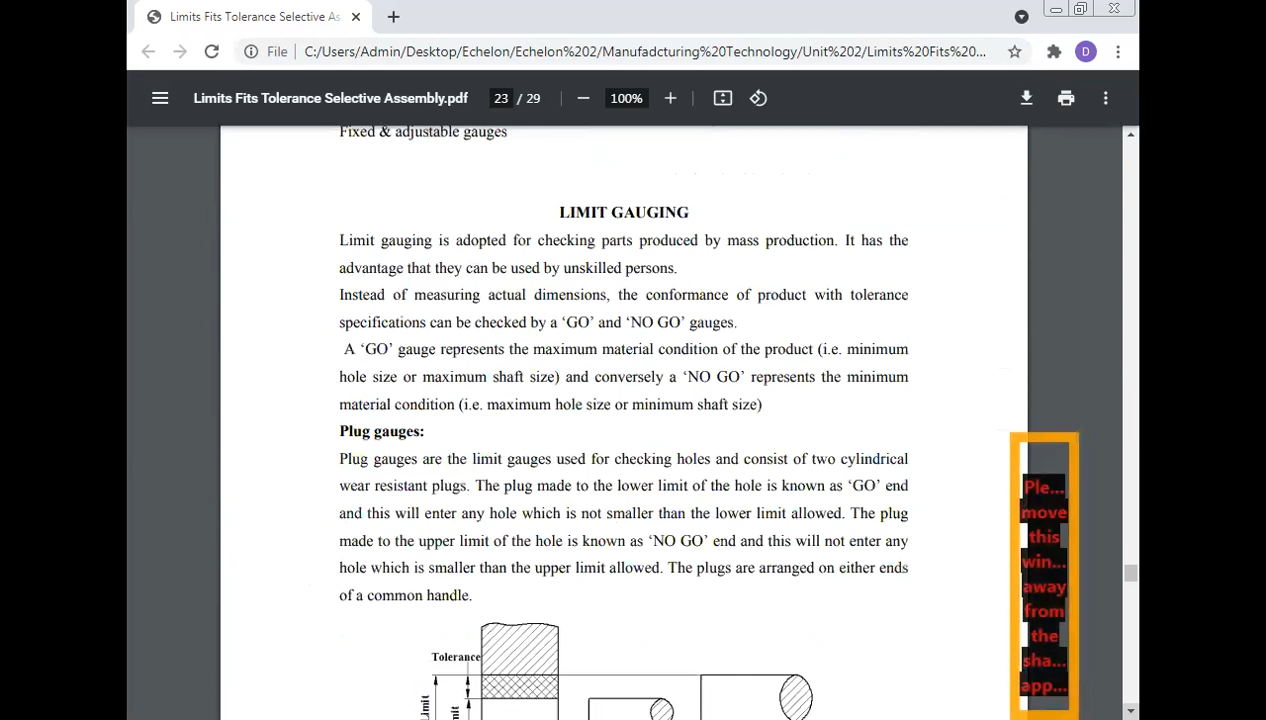 Limits Fits Tolerance Selective As
File
C:/Users/Admin/Desktop/Echelon/Echelon%202/Manufadcturing%20Technology/Unit%202/Limits%20Fits%20...
D
Limits Fits Tolerance Selective Assembly.pdf
23 / 29
100%
Fixed & adjustable gauges
LIMIT GAUGING
Limit gauging is adopted for checking parts produced by mass production. It has the
advantage that they can be used by unskilled persons.
Instead of measuring actual dimensions, the conformance of product with tolerance
specifications can be checked by a ‘GO’ and ‘NO GO’ gauges.
A ‘GO’ gauge represents the maximum material condition of the product (i.e. minimum
hole size or maximum shaft size) and conversely a ‘NO GO’ represents the minimum
material condition (i.e. maximum hole size or minimum shaft size)
Plug gauges:
Plug gauges are the limit gauges used for checking holes and consist of two cylindrical
wear resistant plugs. The plug made to the lower limit of the hole is known as ‘GO’ end
and this will enter any hole which is not smaller than the lower limit allowed. The plug
made to the upper limit of the hole is known as ‘NO GO’ end and this will not enter any
hole which is smaller than the upper limit allowed. The plugs are arranged on either ends
of a common handle.
Tolerance
Limit
Ple...
move
this
win...
away
from
the
sha...
app...